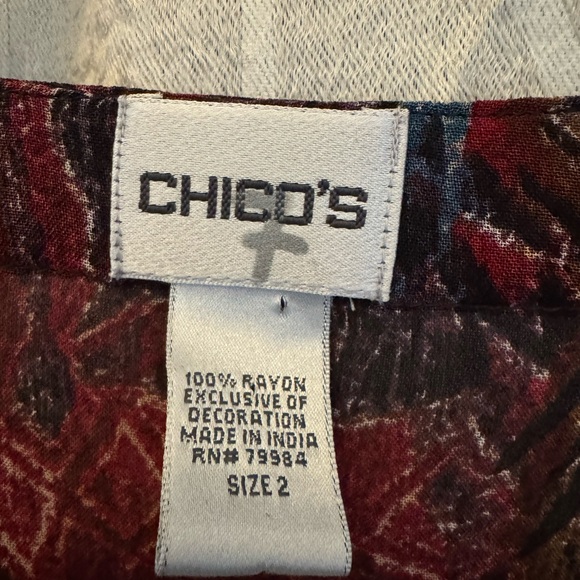 CHICO'S
100% RAYON
EXCLUSIVE OF
DECORATION
MADE IN INDIA
RN# 79984
SIZE 2